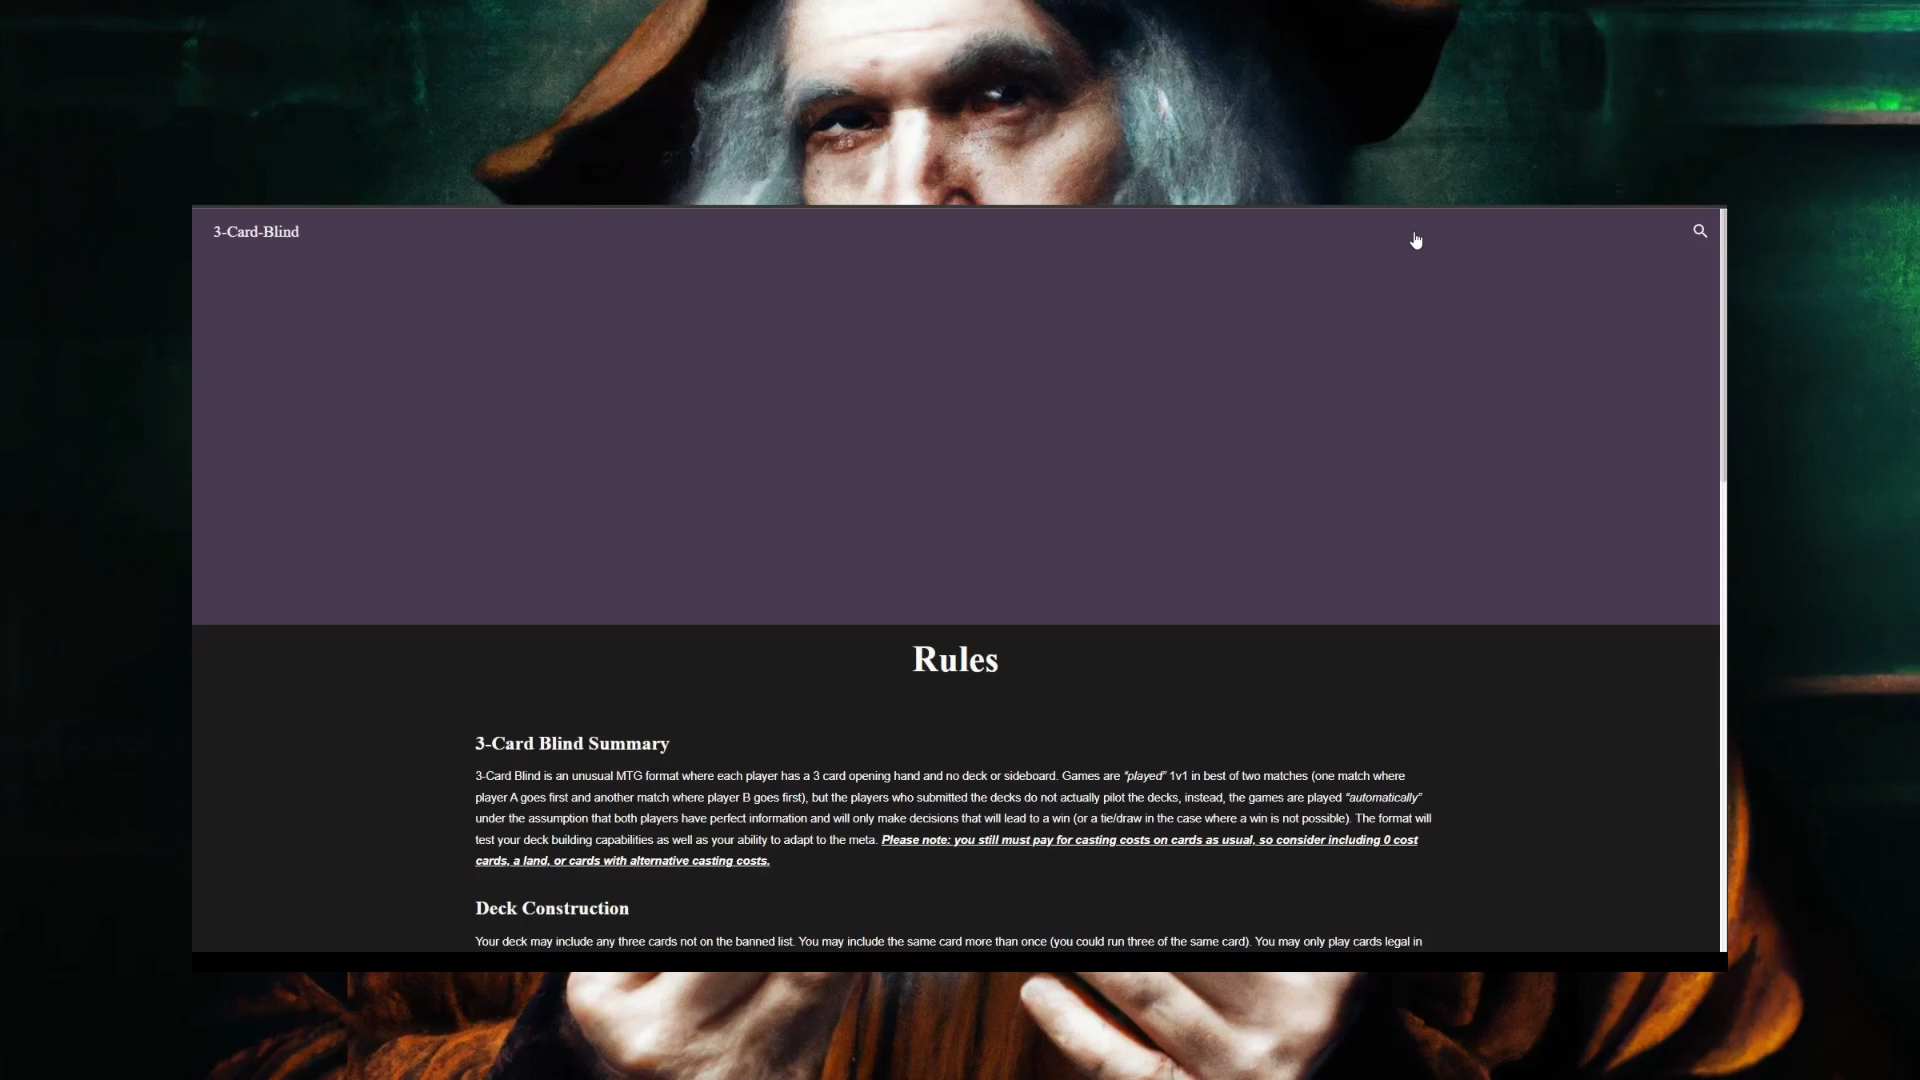 3-Card-Blind
Rules
3-Card Blind Summary
3-Card Blind is an unusual MTG format where each player has a 3 card opening hand and no deck or sideboard. Games are "played" 1v1 in best of two matches (one match where
player A goes first and another match where player B goes first), but the players who submitted the decks do not actually pilot the decks, instead, the games are played "automatically"
under the assumption that both players have perfect information and will only make decisions that will lead to a win (or a tie/draw in the case where a win is not possible). The format will
test your deck building capabilities as well as your ability to adapt to the meta. Please note: you still must pay for casting costs on cards as usual, so consider including 0 cost
cards, a land, or cards with alternative casting costs.
Deck Construction
Your deck may include any three cards not on the banned list. You may include the same card more than once (you could run three of the same card). You may only play cards legal in